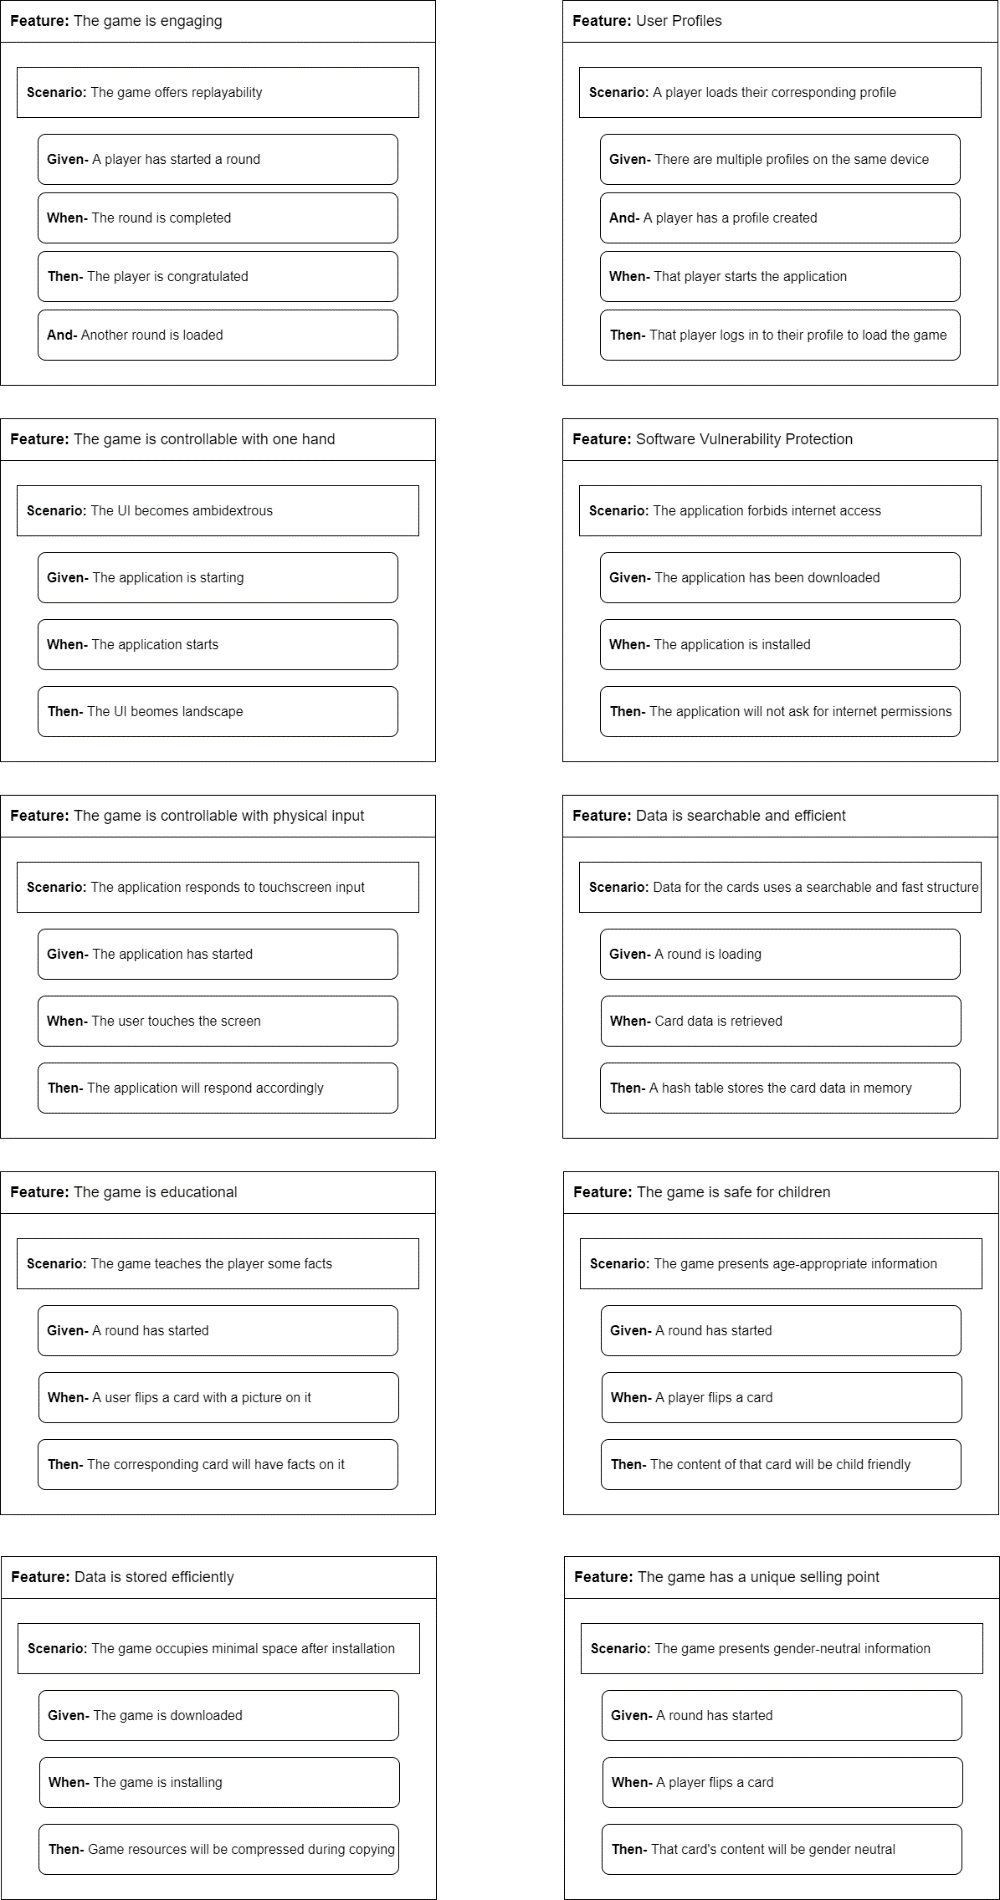 Feature: The game is engaging
Scenario: The game offers replayability
Given- A player has started a round
When- The round is completed
Then- The player is congratulated
And- Another round is loaded
Feature: User Profiles
Scenario: A player loads their corresponding profile
Given- There are multiple profiles on the same device
And- A player has a profile created
When- That player starts the application
Then- That player logs in to their profile to load the game
Feature: The game is controllable with one hand
Scenario: The UI becomes ambidextrous
Given- The application is starting
When- The application starts
Then- The UI beomes landscape
Feature: Software Vulnerability Protection
Scenario: The application forbids internet access
Given- The application has been downloaded
When- The application is installed
Then- The application will not ask for internet permissions
Feature: The game is controllable with physical input
Scenario: The application responds to touchscreen input
Given- The application has started
When- The user touches the screen
Then- The application will respond accordingly
Feature: Data is searchable and efficient
Scenario: Data for the cards uses a searchable and fast structure
Given- A round is loading
When- Card data is retrieved
Then- A hash table stores the card data in memory
Feature: The game is educational
Scenario: The game teaches the player some facts
Given- A round has started
When- A user flips a card with a picture on it
Then- The corresponding card will have facts on it
Feature: The game is safe for children
Scenario: The game presents age-appropriate information
Given- A round has started
When- A player flips a card
Then- The content of that card will be child friendly
Feature: Data is stored efficiently
Scenario: The game occupies minimal space after installation
Given- The game is downloaded
When- The game is installing
Then- Game resources will be compressed during copying
Feature: The game has a unique selling point
Scenario: The game presents gender-neutral information
Given- A round has started
When- A player flips a card
Then- That card's content will be gender neutral